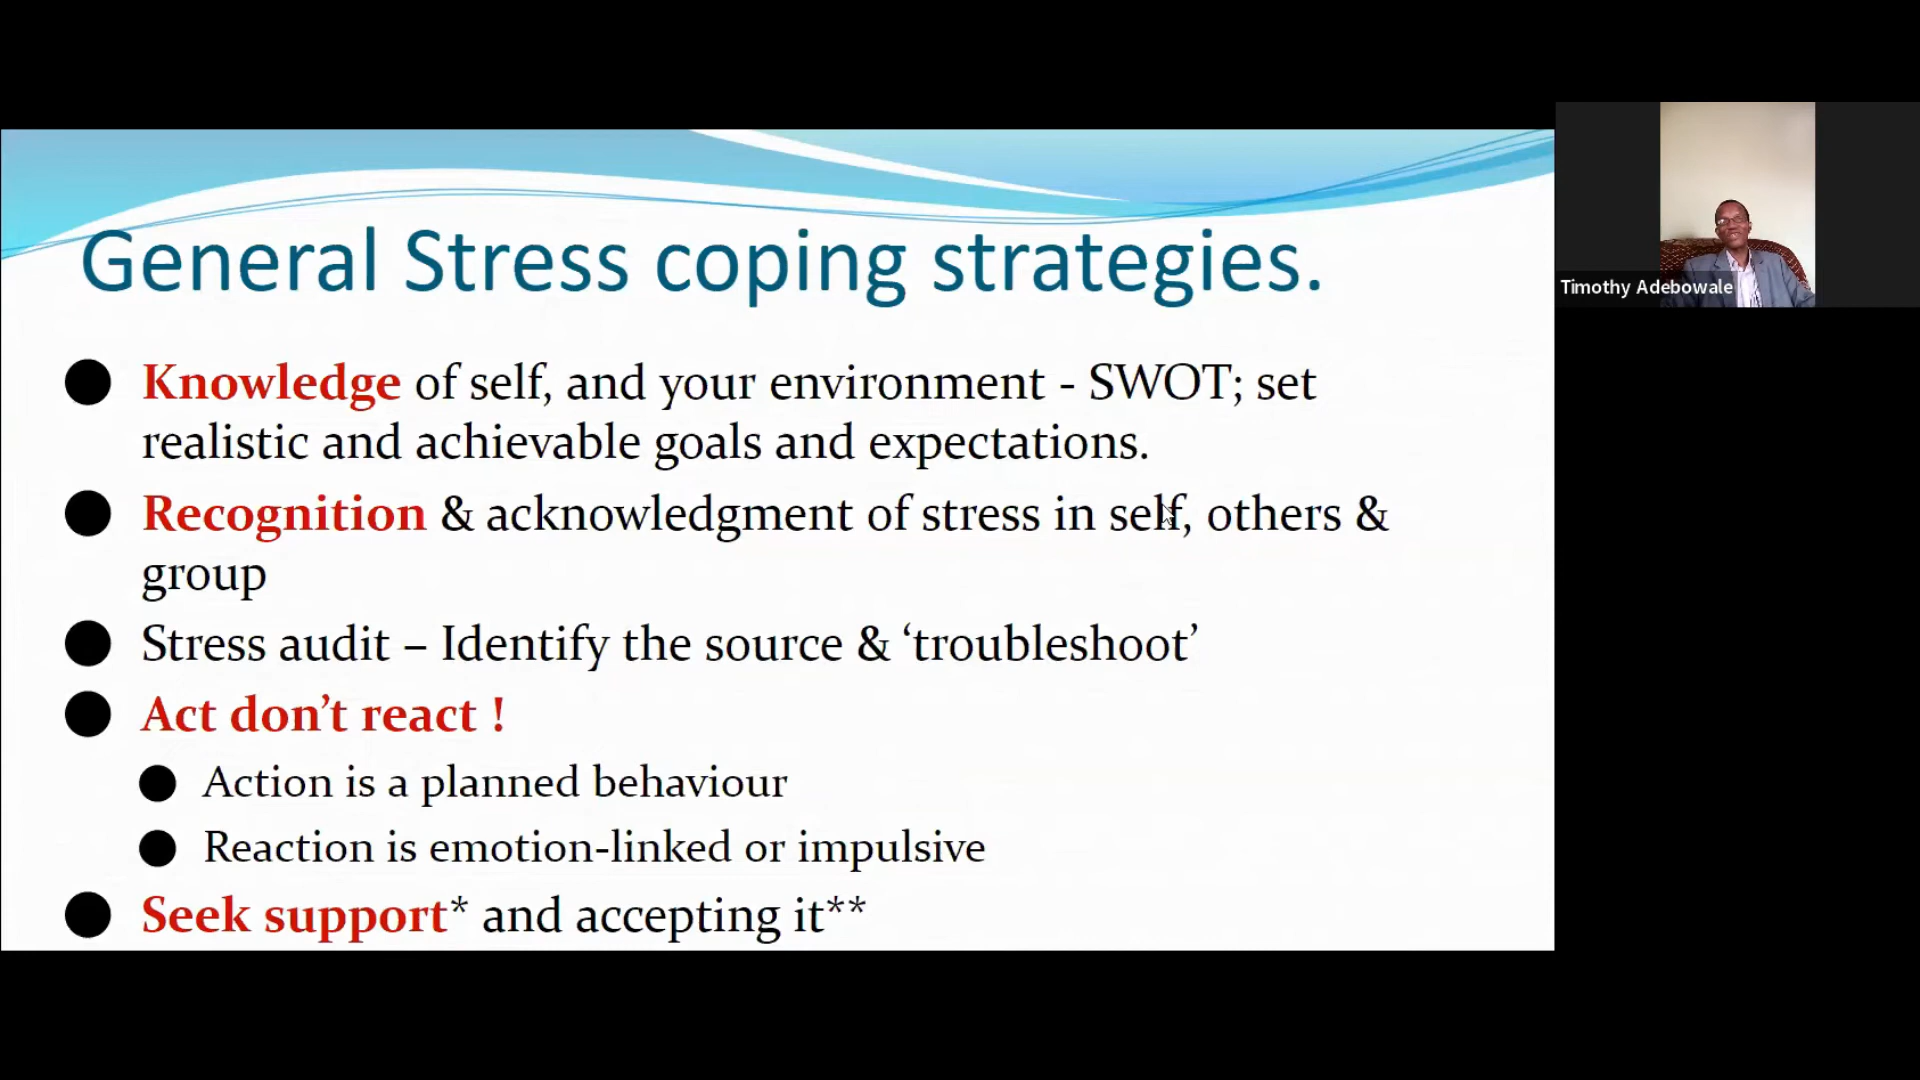 General Stress coping strategies.
Knowledge of self, and your environment - SWOT; set
realistic and achievable goals and expectations.
Recognition & acknowledgment of stress in self, others &
group
Stress audit – Identify the source & ‘troubleshoot’
Act don’t react !
Action is a planned behaviour
Reaction is emotion-linked or impulsive
Seek support* and accepting it**
Timothy Adebowale